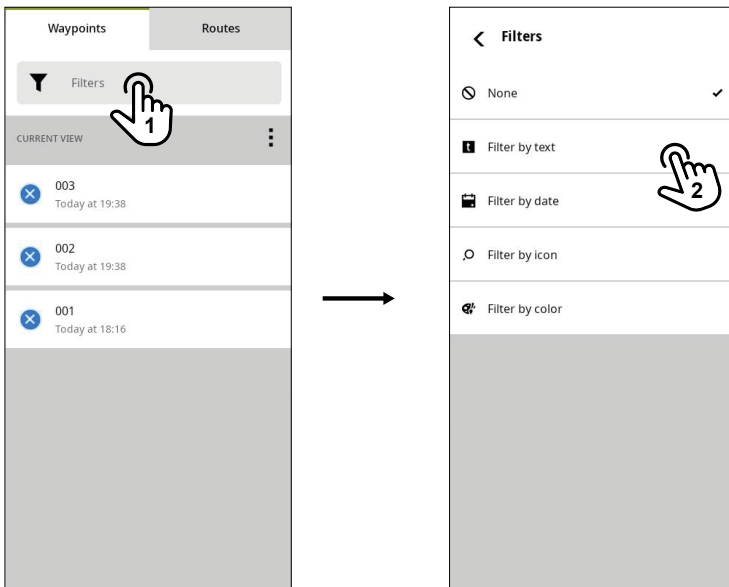 Waypoints
Routes
Filters
1
CURRENT VIEW
003
Today at 19:38
002
Today at 19:38
001
Today at 18:16
Filters
None
t Filter by text
2
Filter by date
Filter by icon
Filter by color